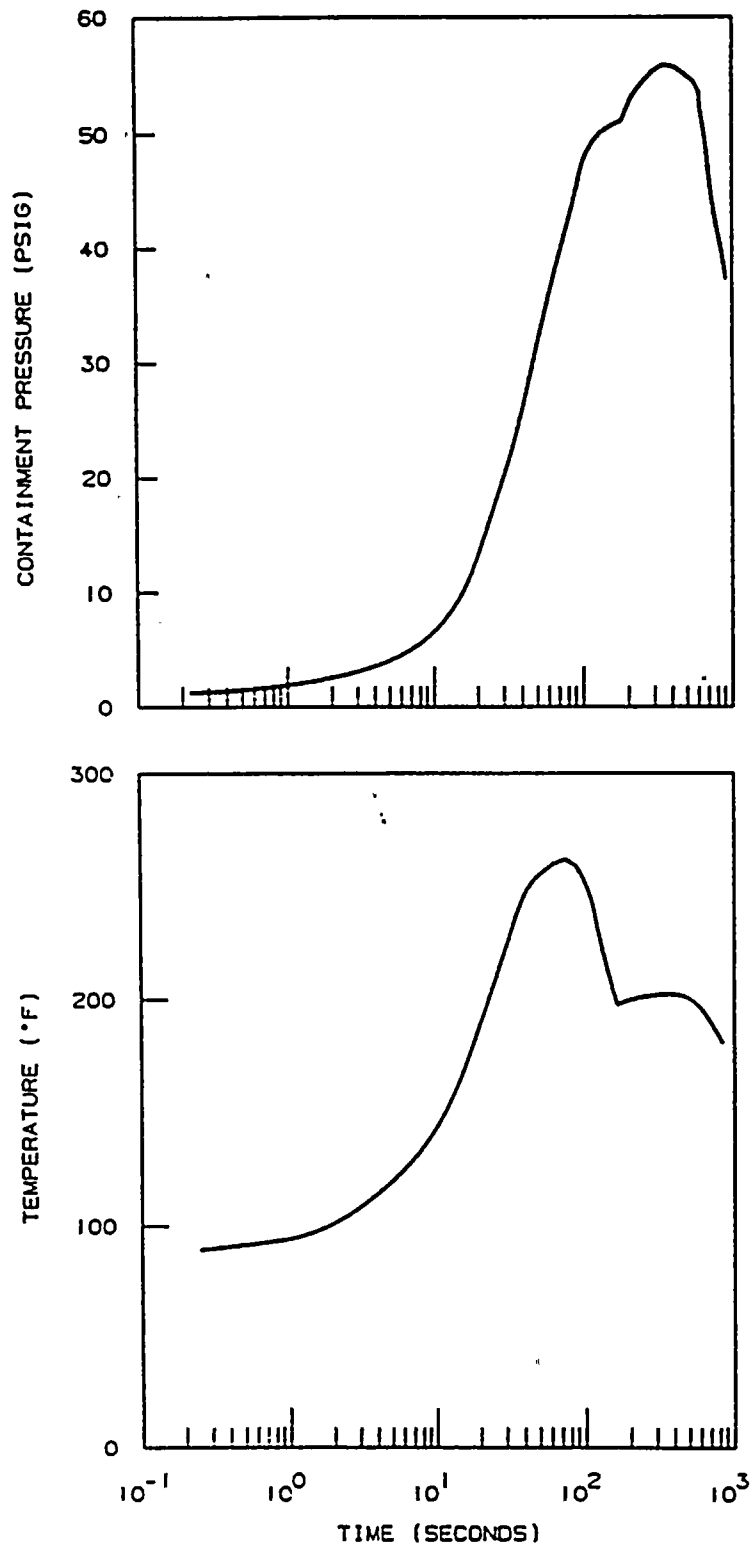 60
50
40
30
20
10
0
CONTAINMENT PRESSURE (PSIG)
300
200
100
0
TEMPERATURE (°F)
10⁻¹ 10⁰ 10¹ 10² 10³
TIME (SECONDS)